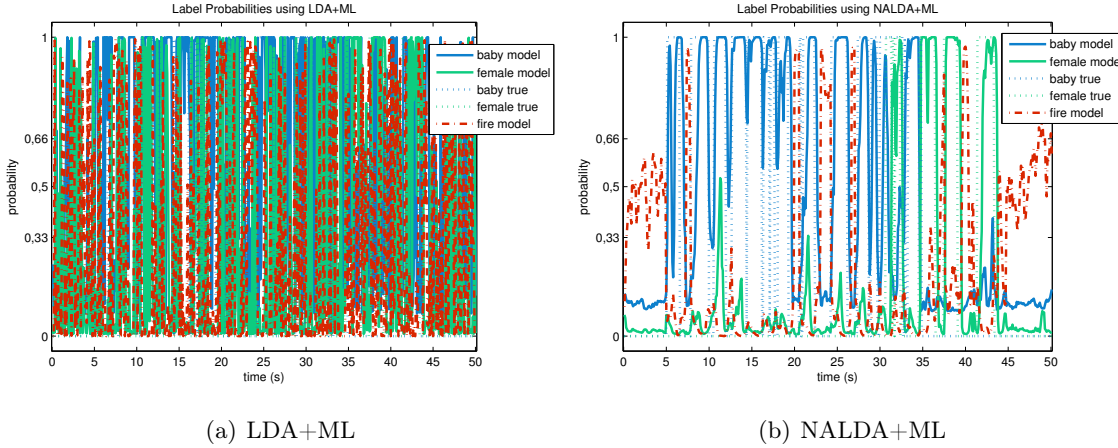 Label Probabilities using LDA+ML
1
0.66
0.5
0.33
0
probability
0 5 10 15 20 25 30 35 40 45 50
time (s)
baby model
female model
baby true
female true
fire model
(a) LDA+ML
Label Probabilities using NALDA+ML
1
0.66
0.5
0.33
0
probability
0 5 10 15 20 25 30 35 40 45 50
time (s)
baby model
female model
baby true
female true
fire model
(b) NALDA+ML